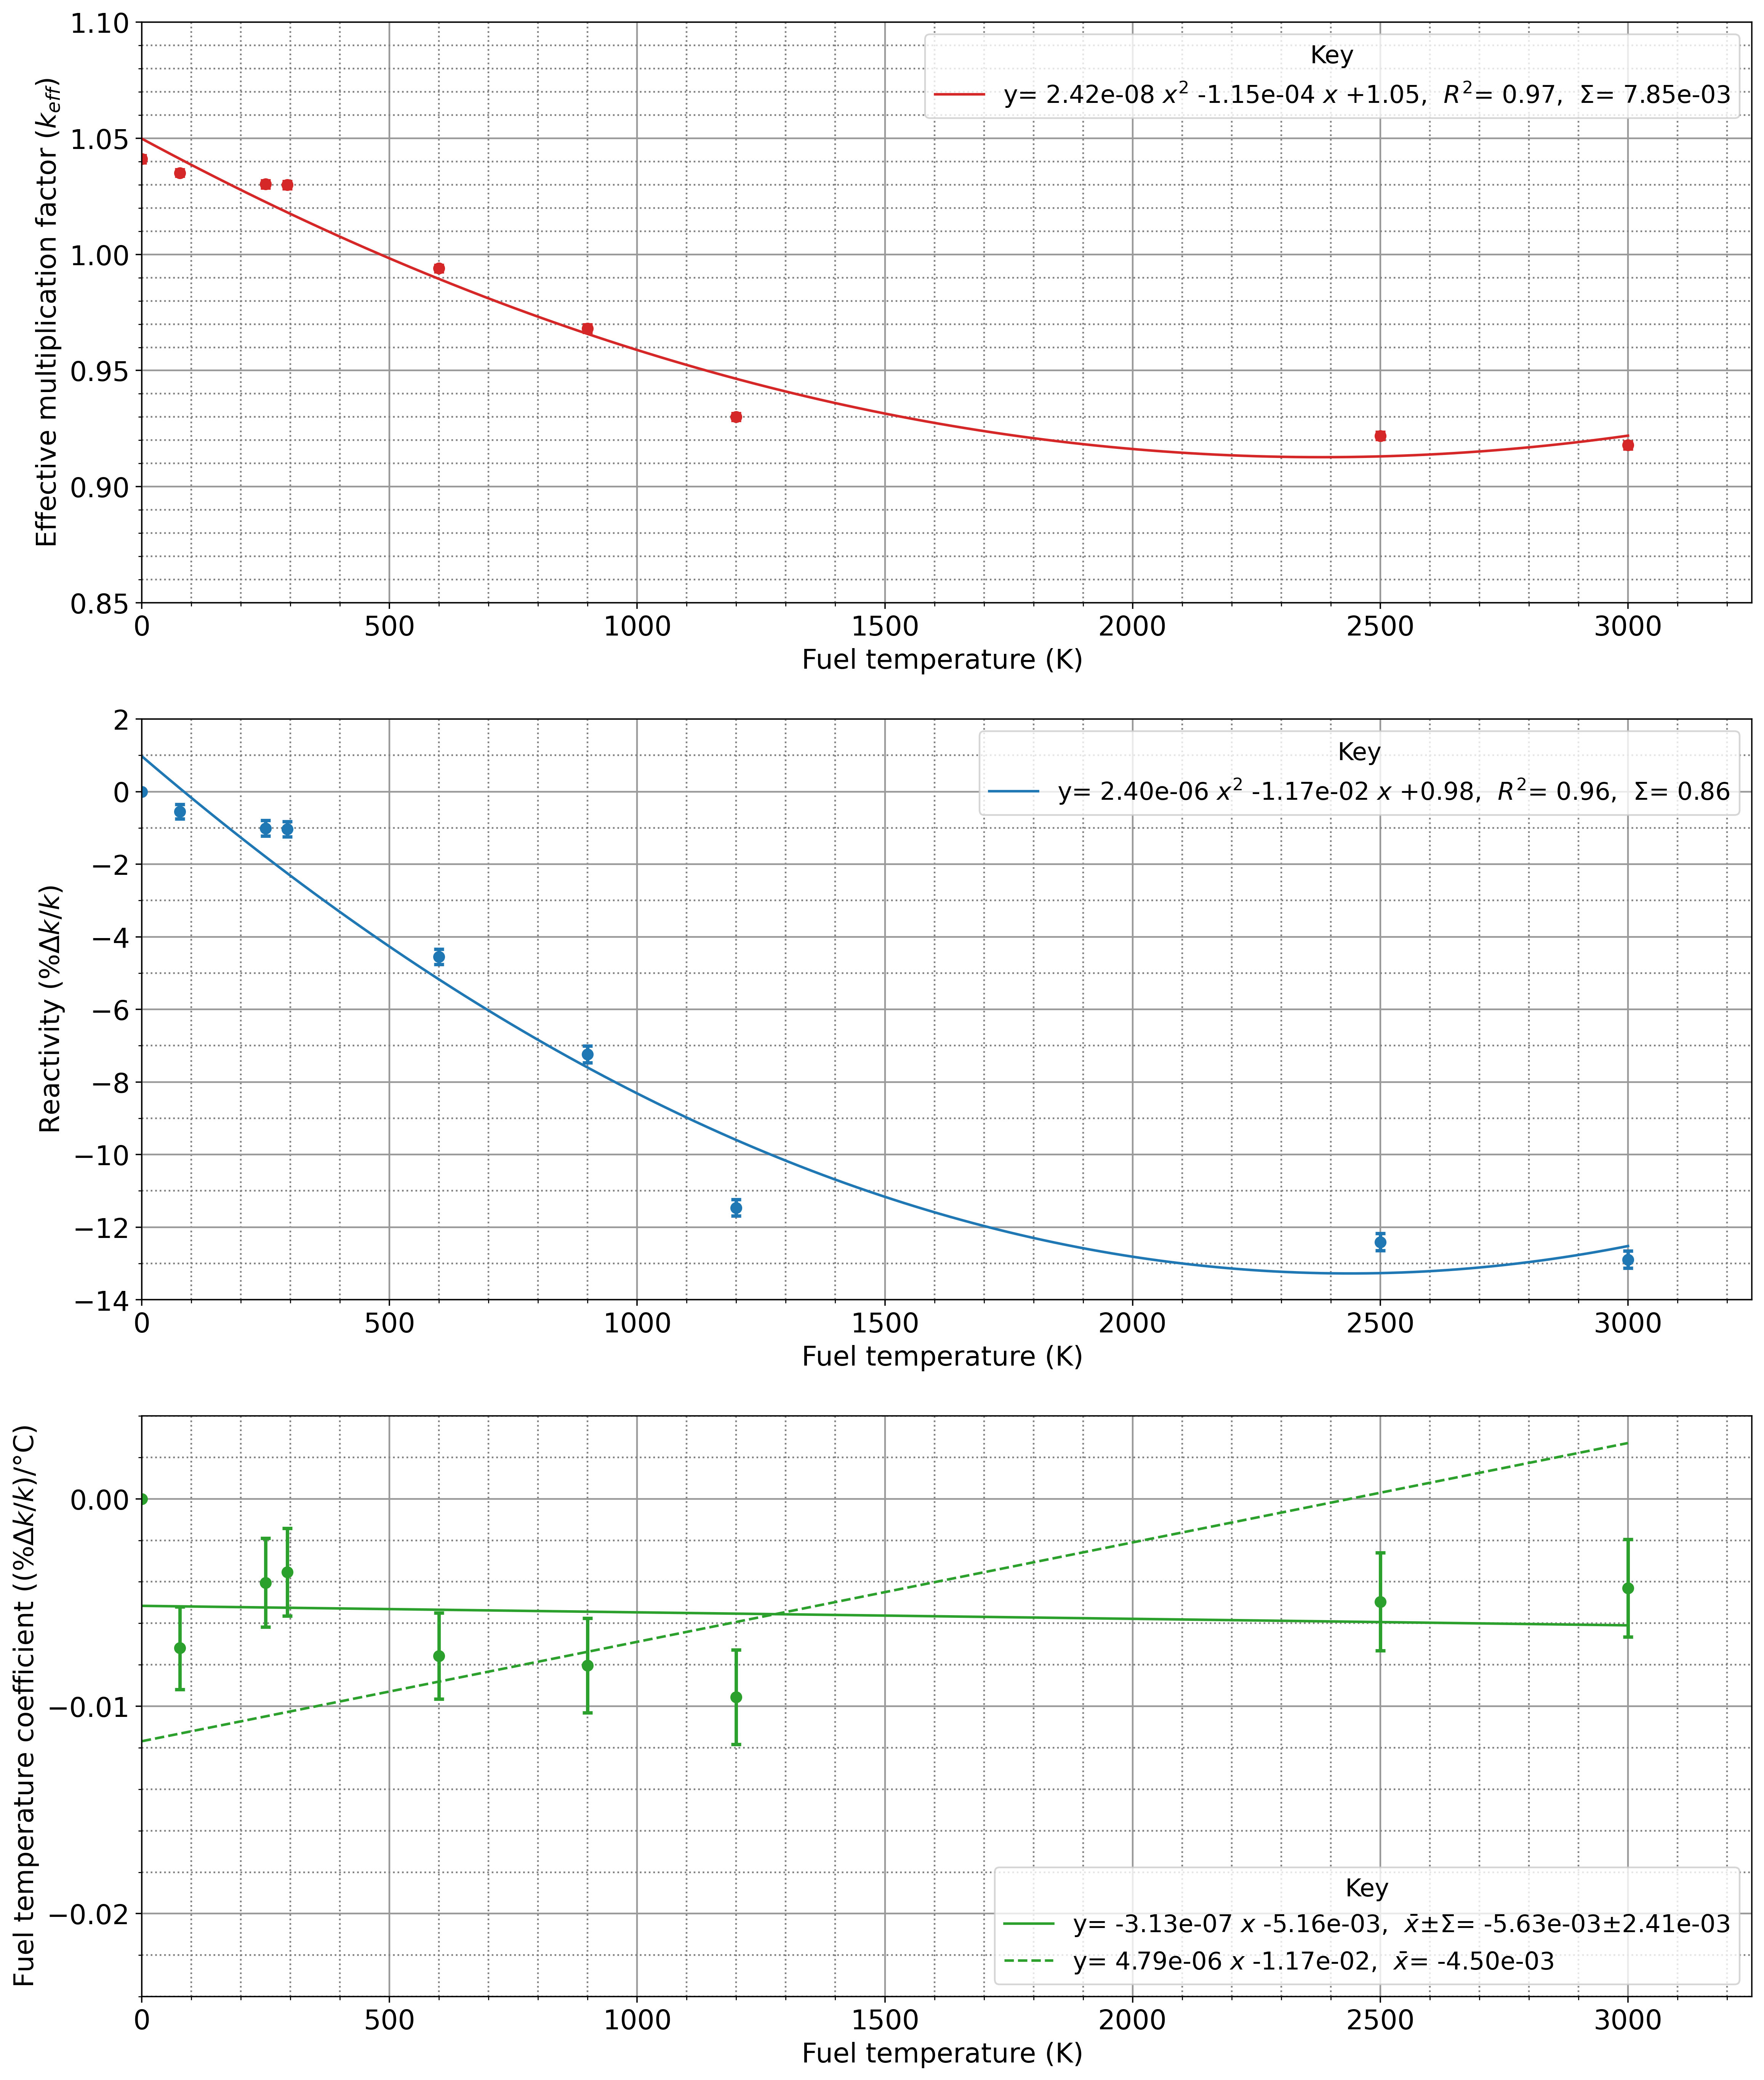 1.10
1.05
1.00
0.95
0.90
0.85
Effective multiplication factor (k_eff)
Key
y= 2.42e-08 x² -1.15e-04 x +1.05, R²= 0.97, Σ= 7.85e-03
0 500 1000 1500 2000 2500 3000
Fuel temperature (K)
2
0
−2
−4
−6
−8
−10
−12
−14
Reactivity (%Δk/k)
Key
y= 2.40e-06 x² -1.17e-02 x +0.98, R²= 0.96, Σ= 0.86
0 500 1000 1500 2000 2500 3000
Fuel temperature (K)
0.00
−0.01
−0.02
Fuel temperature coefficient ((%Δk/k)/°C)
Key
y= -3.13e-07 x -5.16e-03, x̄±Σ= -5.63e-03±2.41e-03
y= 4.79e-06 x -1.17e-02, x̄= -4.50e-03
0 500 1000 1500 2000 2500 3000
Fuel temperature (K)